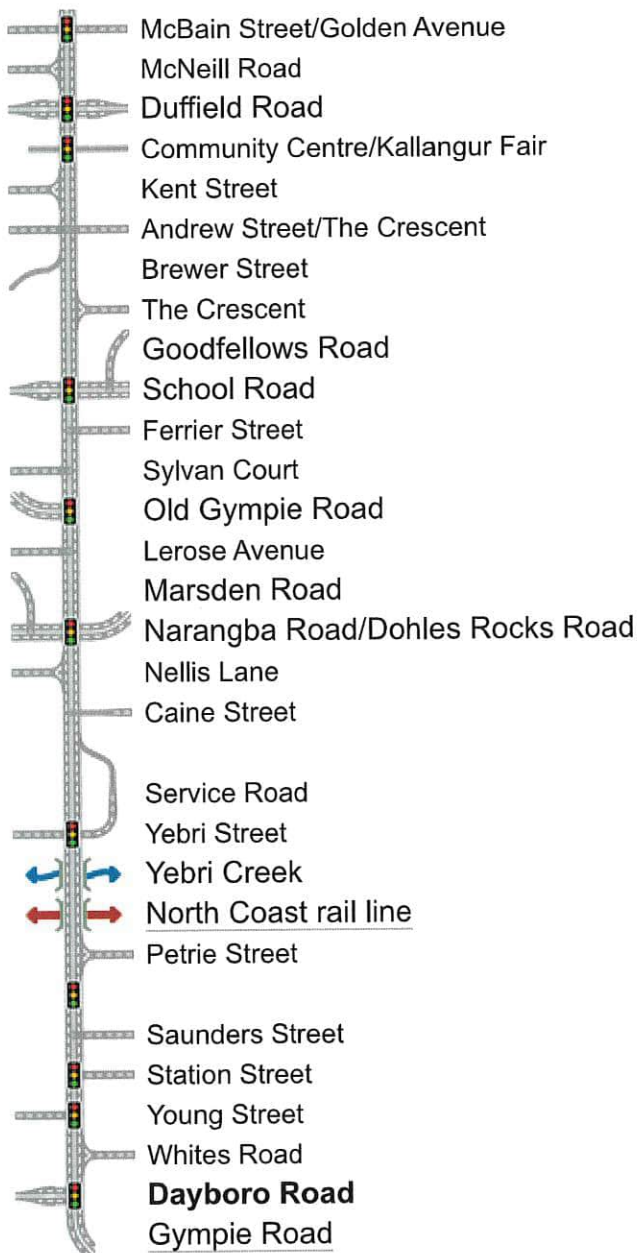 McBain Street/Golden Avenue
McNeill Road
Duffield Road
Community Centre/Kallangur Fair
Kent Street
Andrew Street/The Crescent
Brewer Street
The Crescent
Goodfellows Road
School Road
Ferrier Street
Sylvan Court
Old Gympie Road
Lerose Avenue
Marsden Road
Narangba Road/Dohles Rocks Road
Nellis Lane
Caine Street
Service Road
Yebri Street
Yebri Creek
North Coast rail line
Petrie Street
Saunders Street
Station Street
Young Street
Whites Road
Dayboro Road
Gympie Road